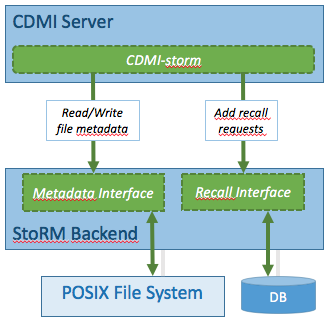 CDMI Server
CDMI-storm
Read/Write
file metadata
Add recall
requests
Metadata Interface
Recall Interface
StoRM Backend
POSIX File System
DB